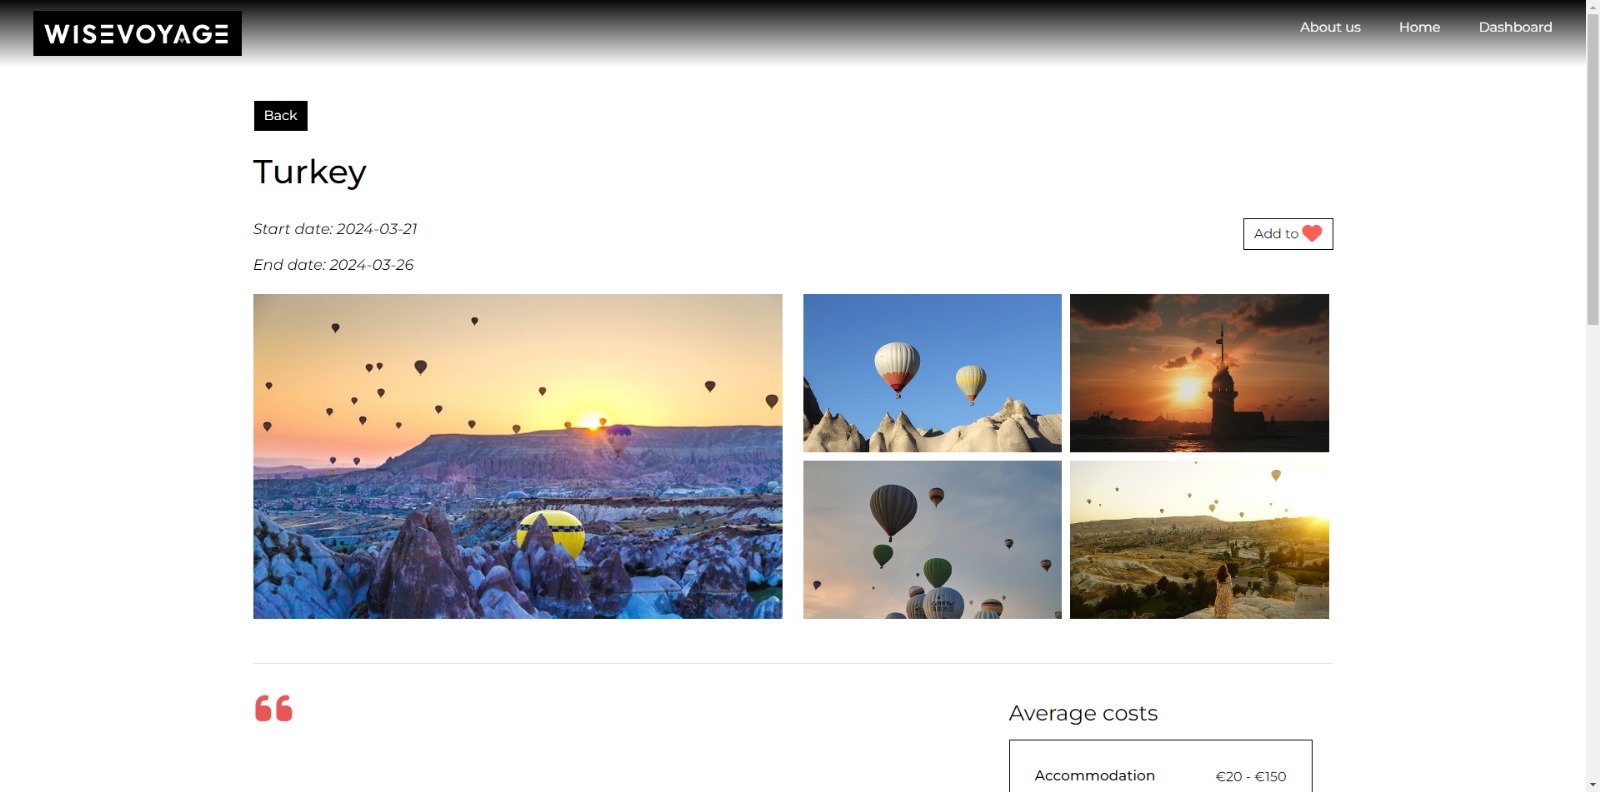 WISEVOYAGE
About us
Home
Dashboard
Back
Turkey
Start date: 2024-03-21
Add to
End date: 2024-03-26
Average costs
Accommodation €20 - €150